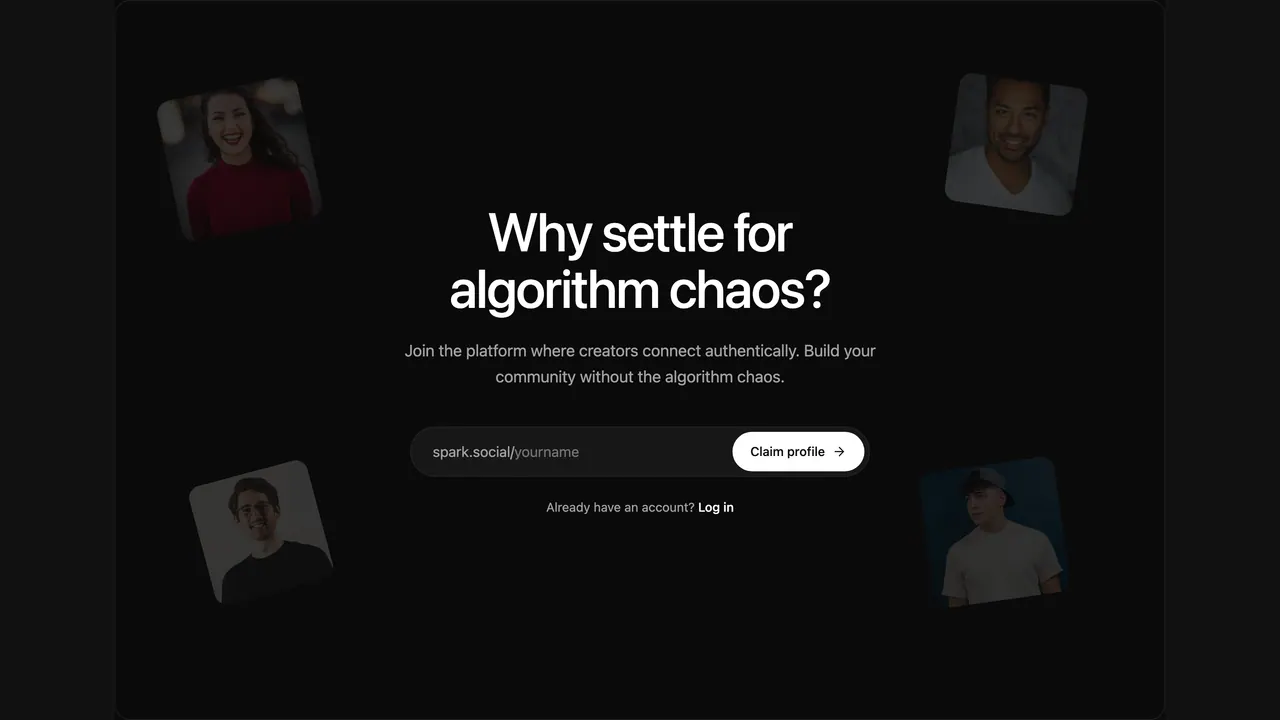 Why settle for
algorithm chaos?
Join the platform where creators connect authentically. Build your
community without the algorithm chaos.
spark.social/yourname
Claim profile →
Already have an account? Log in